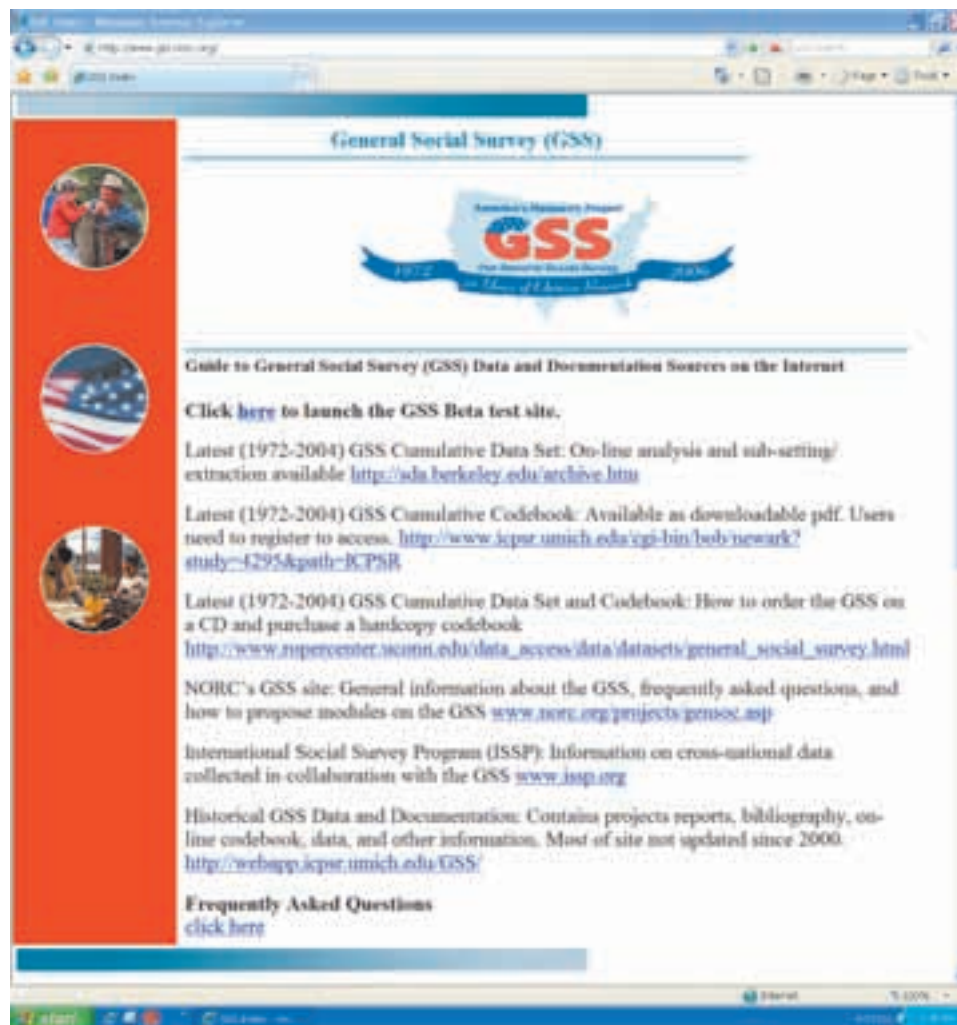 General Social Survey (GSS)
GSS
1972
2006
Guide to General Social Survey (GSS) Data and Documentation Sources on the Internet
Click here to launch the GSS Beta test site.
Latest (1972-2004) GSS Cumulative Data Set: On-line analysis and sub-setting/
extraction available http://sda.berkeley.edu/archive.htm
Latest (1972-2004) GSS Cumulative Codebook: Available as downloadable pdf. Users
need to register to access. http://www.icpsr.umich.edu/cgi-bin/bob/newark?
study=4295&path=ICPSR
Latest (1972-2004) GSS Cumulative Data Set and Codebook: How to order the GSS on
a CD and purchase a hardcopy codebook
http://www.ropercenter.uconn.edu/data_access/data/datasets/general_social_survey.html
NORC's GSS site: General information about the GSS, frequently asked questions, and
how to propose modules on the GSS www.norc.org/projects/gensoc.asp
International Social Survey Program (ISSP): Information on cross-national data
collected in collaboration with the GSS www.issp.org
Historical GSS Data and Documentation: Contains projects reports, bibliography, on-
line codebook, data, and other information. Most of site not updated since 2000.
http://webapp.icpsr.umich.edu/GSS/
Frequently Asked Questions
click here
Internet
100%
start